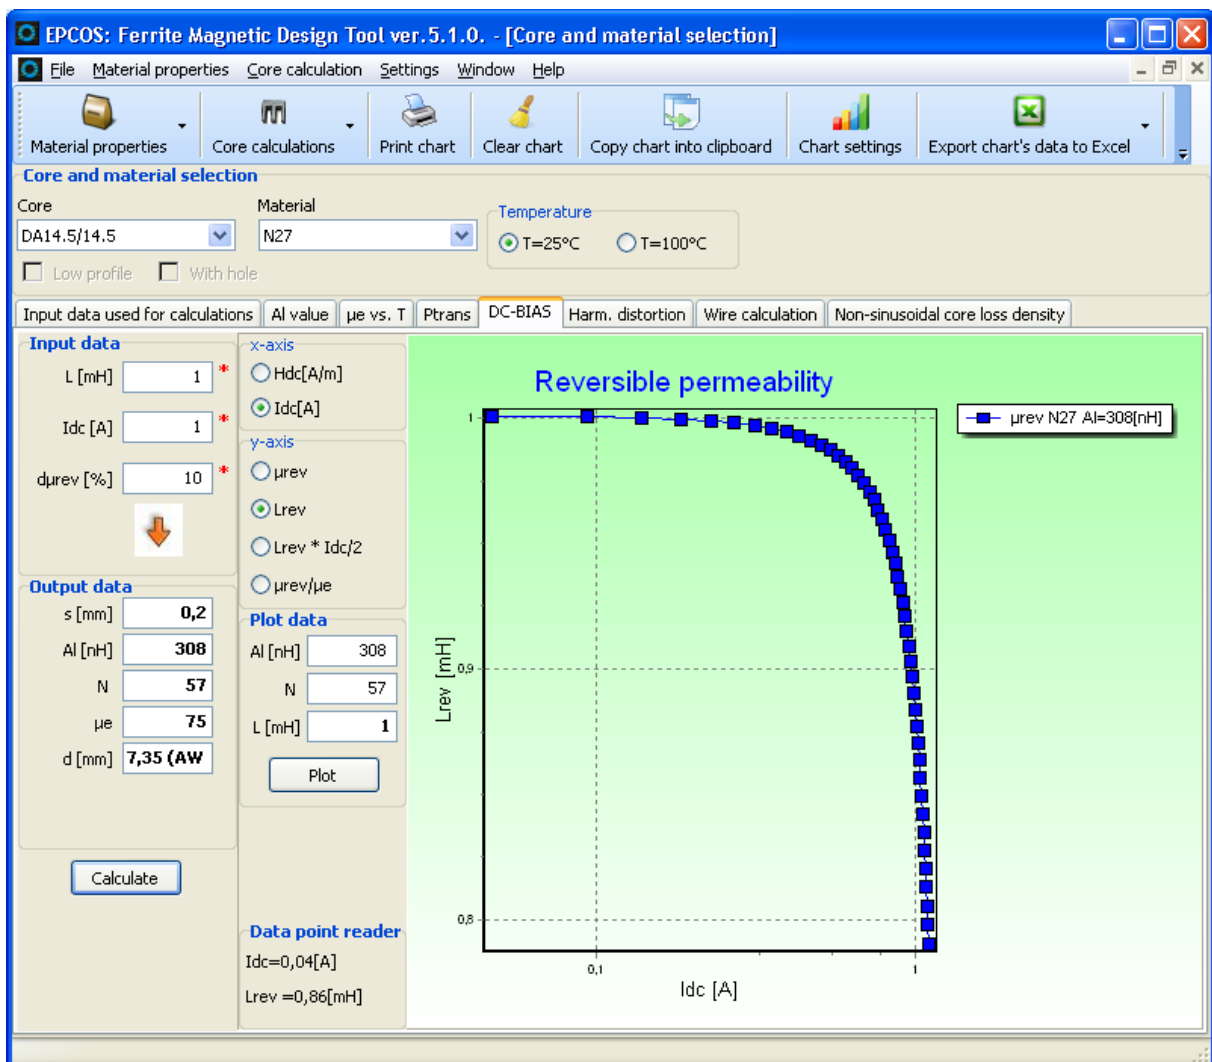 EPCOS: Ferrite Magnetic Design Tool ver.5.1.0. - [Core and material selection]
File Material properties Core calculation Settings Window Help
Material properties Core calculations Print chart Clear chart Copy chart into clipboard Chart settings Export chart's data to Excel
Core and material selection
Core Material Temperature
DA14.5/14.5 N27 T=25°C T=100°C
Low profile With hole
Input data used for calculations Al value µe vs. T Ptrans DC-BIAS Harm. distortion Wire calculation Non-sinusoidal core loss density
Input data
L [mH] 1 *
Idc [A] 1 *
dµrev [%] 10 *
Output data
s [mm] 0,2
Al [nH] 308
N 57
µe 75
d [mm] 7,35 (AW
Calculate
x-axis
Hdc[A/m]
Idc[A]
y-axis
µrev
Lrev
Lrev * Idc/2
µrev/µe
Plot data
Al [nH] 308
N 57
L [mH] 1
Plot
Data point reader
Idc=0,04[A]
Lrev =0,86[mH]
Reversible permeability
µrev N27 Al=308[nH]
1
0,9
0,8
Lrev [mH]
0,1 1
Idc [A]